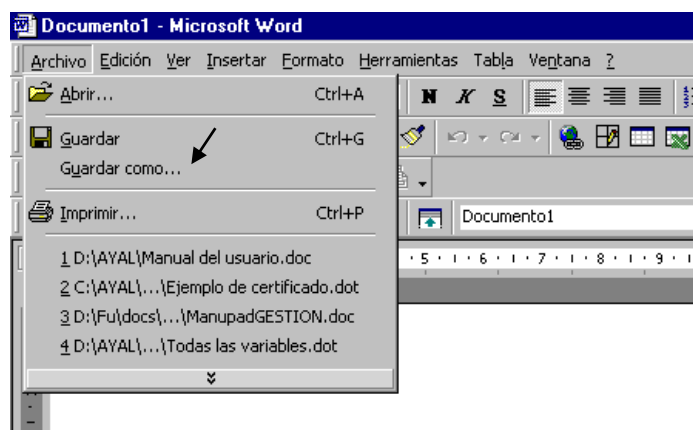 Documento1 - Microsoft Word
Archivo Edición Ver Insertar Formato Herramientas Tabla Ventana ?
Abrir... Ctrl+A
N K S
Guardar Ctrl+G
Guardar como...
Imprimir... Ctrl+P
Documento1
1 D:\AYAL\Manual del usuario.doc
· 5 · ı · 6 · ı · 7 · ı · 8 · ı · 9 · ı
2 C:\AYAL\...\Ejemplo de certificado.dot
3 D:\Fu\docs\...\ManupadGESTION.doc
4 D:\AYAL\...\Todas las variables.dot